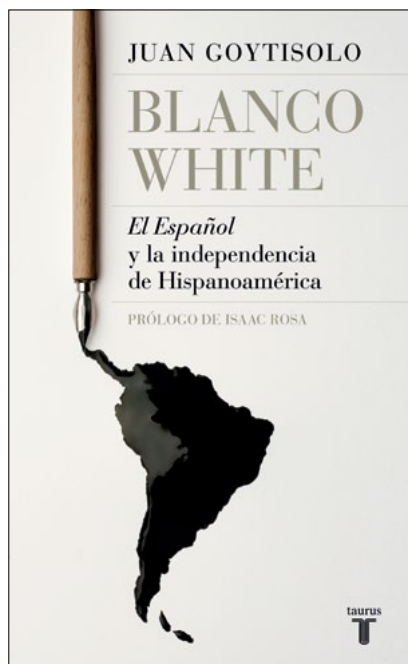 JUAN GOYTISOLO
BLANCO
WHITE
El Español
y la independencia
de Hispanoamérica
PRÓLOGO DE ISAAC ROSA
taurus
T